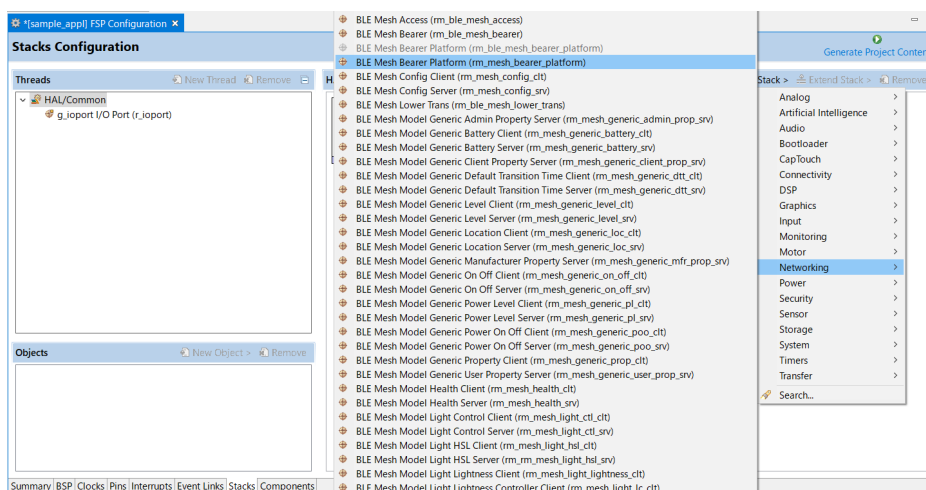 *[sample_appl] FSP Configuration
Stacks Configuration
Generate Project Conten
Threads
New Thread
Remove
HAL/Common
g_ioport I/O Port (r_ioport)
Objects
New Object >
Remove
Summary BSP Clocks Pins Interrupts Event Links Stacks Components
BLE Mesh Access (rm_ble_mesh_access)
BLE Mesh Bearer (rm_mesh_bearer)
BLE Mesh Bearer Platform (rm_ble_mesh_bearer_platform)
BLE Mesh Bearer Platform (rm_mesh_bearer_platform)
BLE Mesh Config Client (rm_mesh_config_clt)
BLE Mesh Config Server (rm_mesh_config_srv)
BLE Mesh Lower Trans (rm_ble_mesh_lower_trans)
BLE Mesh Model Generic Admin Property Server (rm_mesh_generic_admin_prop_srv)
BLE Mesh Model Generic Battery Client (rm_mesh_generic_battery_clt)
BLE Mesh Model Generic Battery Server (rm_mesh_generic_battery_srv)
BLE Mesh Model Generic Client Property Server (rm_mesh_generic_client_prop_srv)
BLE Mesh Model Generic Default Transition Time Client (rm_mesh_generic_dtt_clt)
BLE Mesh Model Generic Default Transition Time Server (rm_mesh_generic_dtt_srv)
BLE Mesh Model Generic Level Client (rm_mesh_generic_level_clt)
BLE Mesh Model Generic Level Server (rm_mesh_generic_level_srv)
BLE Mesh Model Generic Location Client (rm_mesh_generic_loc_clt)
BLE Mesh Model Generic Location Server (rm_mesh_generic_loc_srv)
BLE Mesh Model Generic Manufacturer Property Server (rm_mesh_generic_mfr_prop_srv)
BLE Mesh Model Generic On Off Client (rm_mesh_generic_on_off_clt)
BLE Mesh Model Generic On Off Server (rm_mesh_generic_on_off_srv)
BLE Mesh Model Generic Power Level Client (rm_mesh_generic_pl_clt)
BLE Mesh Model Generic Power Level Server (rm_mesh_generic_pl_srv)
BLE Mesh Model Generic Power On Off Client (rm_mesh_generic_poo_clt)
BLE Mesh Model Generic Power On Off Server (rm_mesh_generic_poo_srv)
BLE Mesh Model Generic Property Client (rm_mesh_generic_prop_clt)
BLE Mesh Model Generic User Property Server (rm_mesh_generic_user_prop_srv)
BLE Mesh Model Health Client (rm_mesh_health_clt)
BLE Mesh Model Health Server (rm_mesh_health_srv)
BLE Mesh Model Light Control Client (rm_mesh_light_ctl_clt)
BLE Mesh Model Light Control Server (rm_mesh_light_ctl_srv)
BLE Mesh Model Light HSL Client (rm_mesh_light_hsl_clt)
BLE Mesh Model Light HSL Server (rm_rm_mesh_light_hsl_srv)
BLE Mesh Model Light Lightness Client (rm_mesh_light_lightness_clt)
BLE Mesh Model Light Lightness Controller Client (rm_mesh_light_lc_clt)
Stack >
Extend Stack >
Remove
Analog
Artificial Intelligence
Audio
Bootloader
CapTouch
Connectivity
DSP
Graphics
Input
Monitoring
Motor
Networking
Power
Security
Sensor
Storage
System
Timers
Transfer
Search...